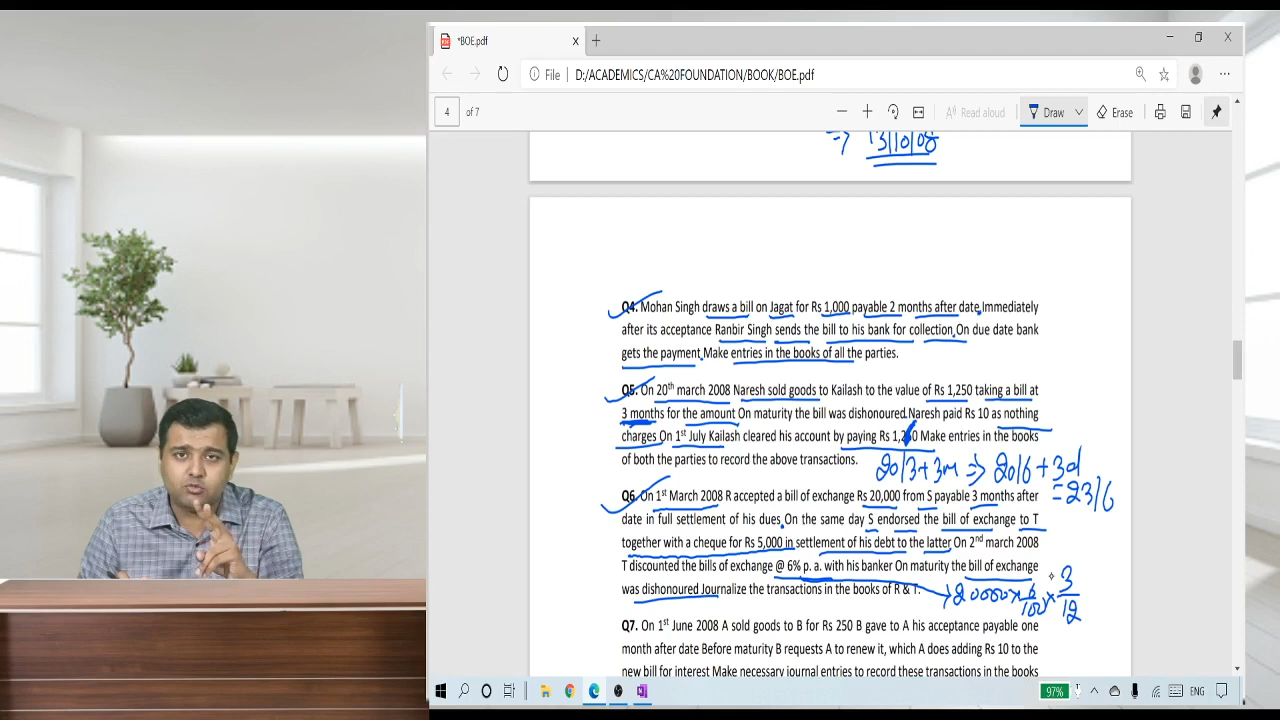 *BOE.pdf
File | D:/ACADEMICS/CA%20FOUNDATION/BOOK/BOE.pdf
4 of 7 Read aloud Draw Erase
⇒ 13/10/08
Q4. Mohan Singh draws a bill on Jagat for Rs 1,000 payable 2 months after date.Immediately
after its acceptance Ranbir Singh sends the bill to his bank for collection.On due date bank
gets the payment.Make entries in the books of all the parties.
Q5. On 20th march 2008 Naresh sold goods to Kailash to the value of Rs 1,250 taking a bill at
3 months for the amount On maturity the bill was dishonoured.Naresh paid Rs 10 as nothing
charges On 1st July Kailash cleared his account by paying Rs Make entries in the books
of both the parties to record the above transactions.
20/3+3m ⇒ 20/6+3d
= 23/6
Q6. On 1st March 2008 R accepted a bill of exchange Rs 20,000 from S payable 3 months after
date in full settlement of his dues.On the same day S endorsed the bill of exchange to T
together with a cheque for Rs 5,000 in settlement of his debt to the latter On 2nd march 2008
T discounted the bills of exchange @ 6% p. a. with his banker On maturity the bill of exchange
was dishonoured Journalize the transactions in the books of R & T.
→ 20000 × 6/100 × 3/12
Q7. On 1st June 2008 A sold goods to B for Rs 250 B gave to A his acceptance payable one
month after date Before maturity B requests A to renew it, which A does adding Rs 10 to the
new bill for interest Make necessary journal entries to record these transactions in the books
97% ENG